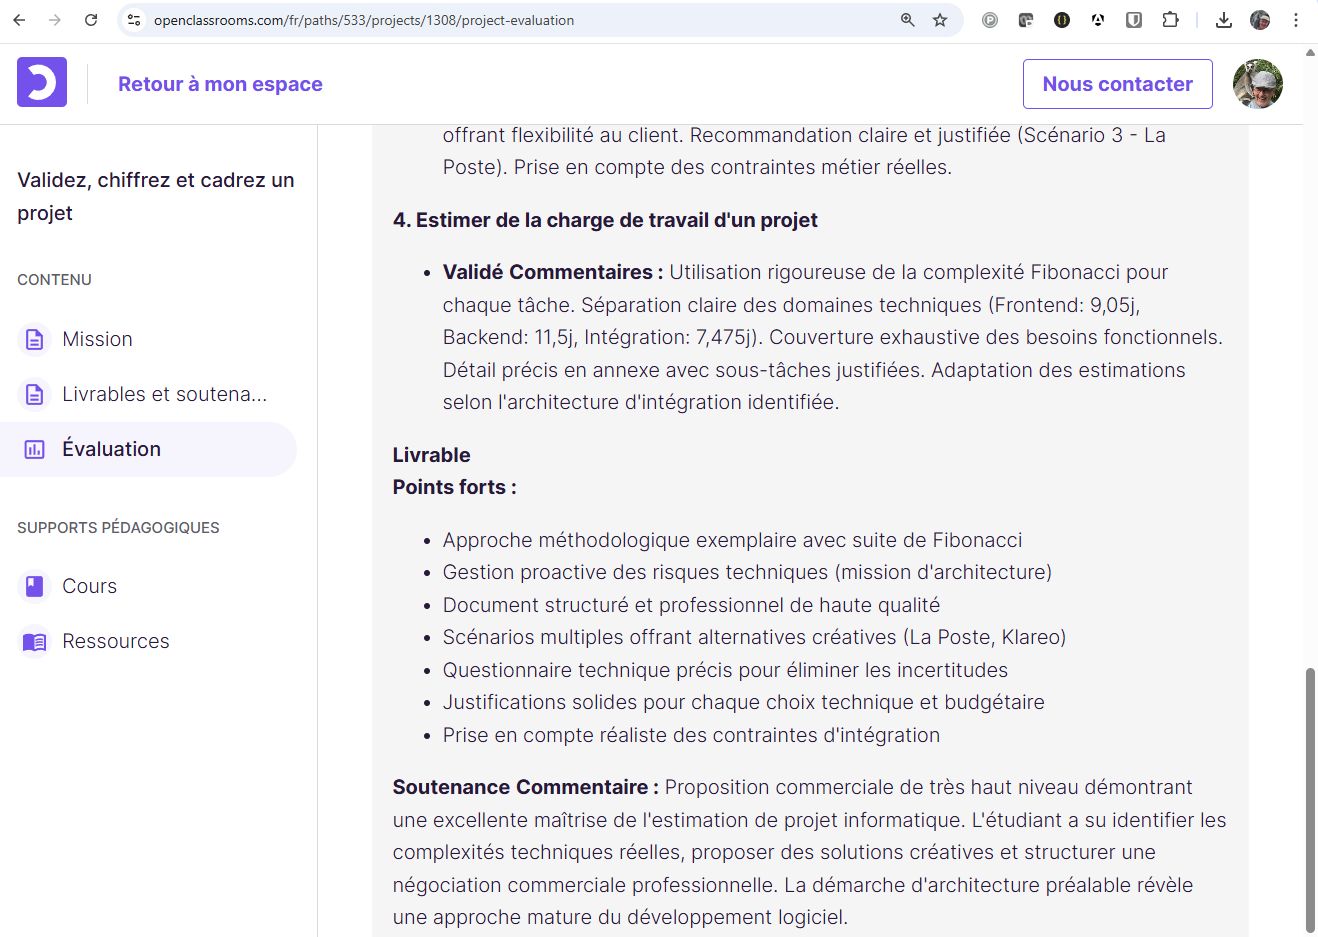 openclassrooms.com/fr/paths/533/projects/1308/project-evaluation
Retour à mon espace
Nous contacter
Validez, chiffrez et cadrez un
projet
CONTENU
Mission
Livrables et soutena...
Évaluation
SUPPORTS PÉDAGOGIQUES
Cours
Ressources
offrant flexibilité au client. Recommandation claire et justifiée (Scénario 3 - La
Poste). Prise en compte des contraintes métier réelles.
4. Estimer de la charge de travail d'un projet
• Validé Commentaires : Utilisation rigoureuse de la complexité Fibonacci pour
chaque tâche. Séparation claire des domaines techniques (Frontend: 9,05j,
Backend: 11,5j, Intégration: 7,475j). Couverture exhaustive des besoins fonctionnels.
Détail précis en annexe avec sous-tâches justifiées. Adaptation des estimations
selon l'architecture d'intégration identifiée.
Livrable
Points forts :
• Approche méthodologique exemplaire avec suite de Fibonacci
• Gestion proactive des risques techniques (mission d'architecture)
• Document structuré et professionnel de haute qualité
• Scénarios multiples offrant alternatives créatives (La Poste, Klareo)
• Questionnaire technique précis pour éliminer les incertitudes
• Justifications solides pour chaque choix technique et budgétaire
• Prise en compte réaliste des contraintes d'intégration
Soutenance Commentaire : Proposition commerciale de très haut niveau démontrant
une excellente maîtrise de l'estimation de projet informatique. L'étudiant a su identifier les
complexités techniques réelles, proposer des solutions créatives et structurer une
négociation commerciale professionnelle. La démarche d'architecture préalable révèle
une approche mature du développement logiciel.